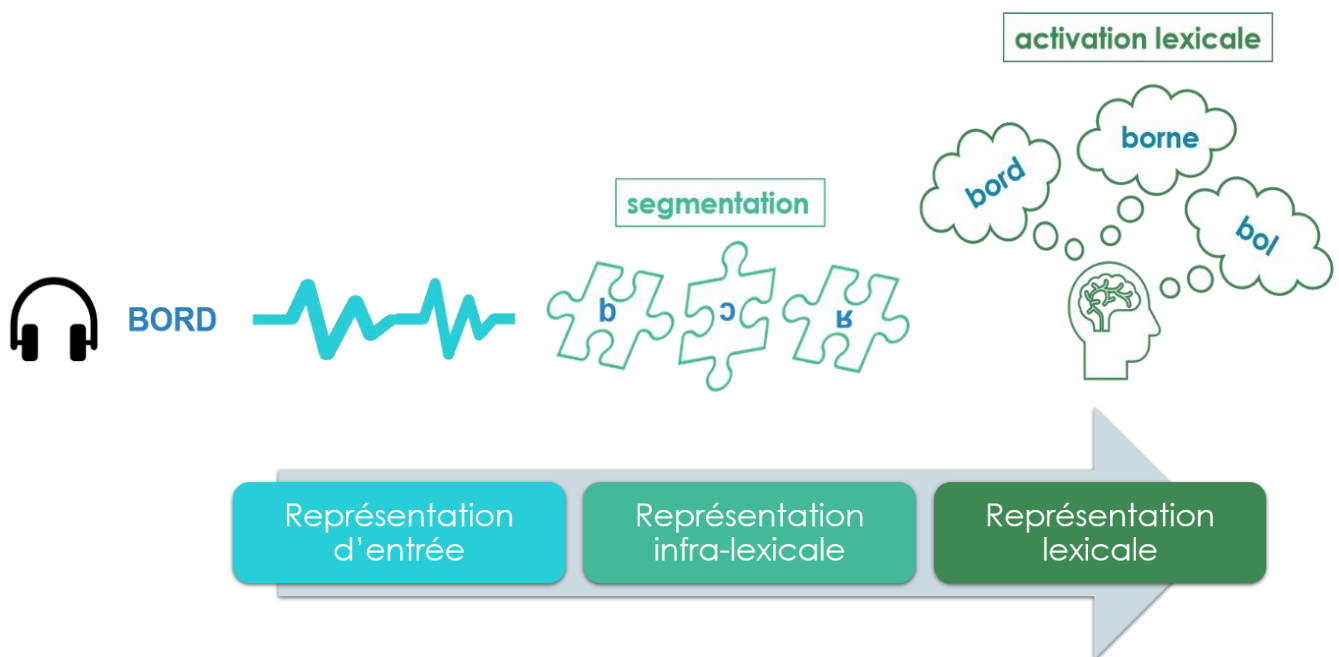 activation lexicale
borne
bord
bol
segmentation
BORD
b
ɔ
ʁ
Représentation
d’entrée
Représentation
infra-lexicale
Représentation
lexicale